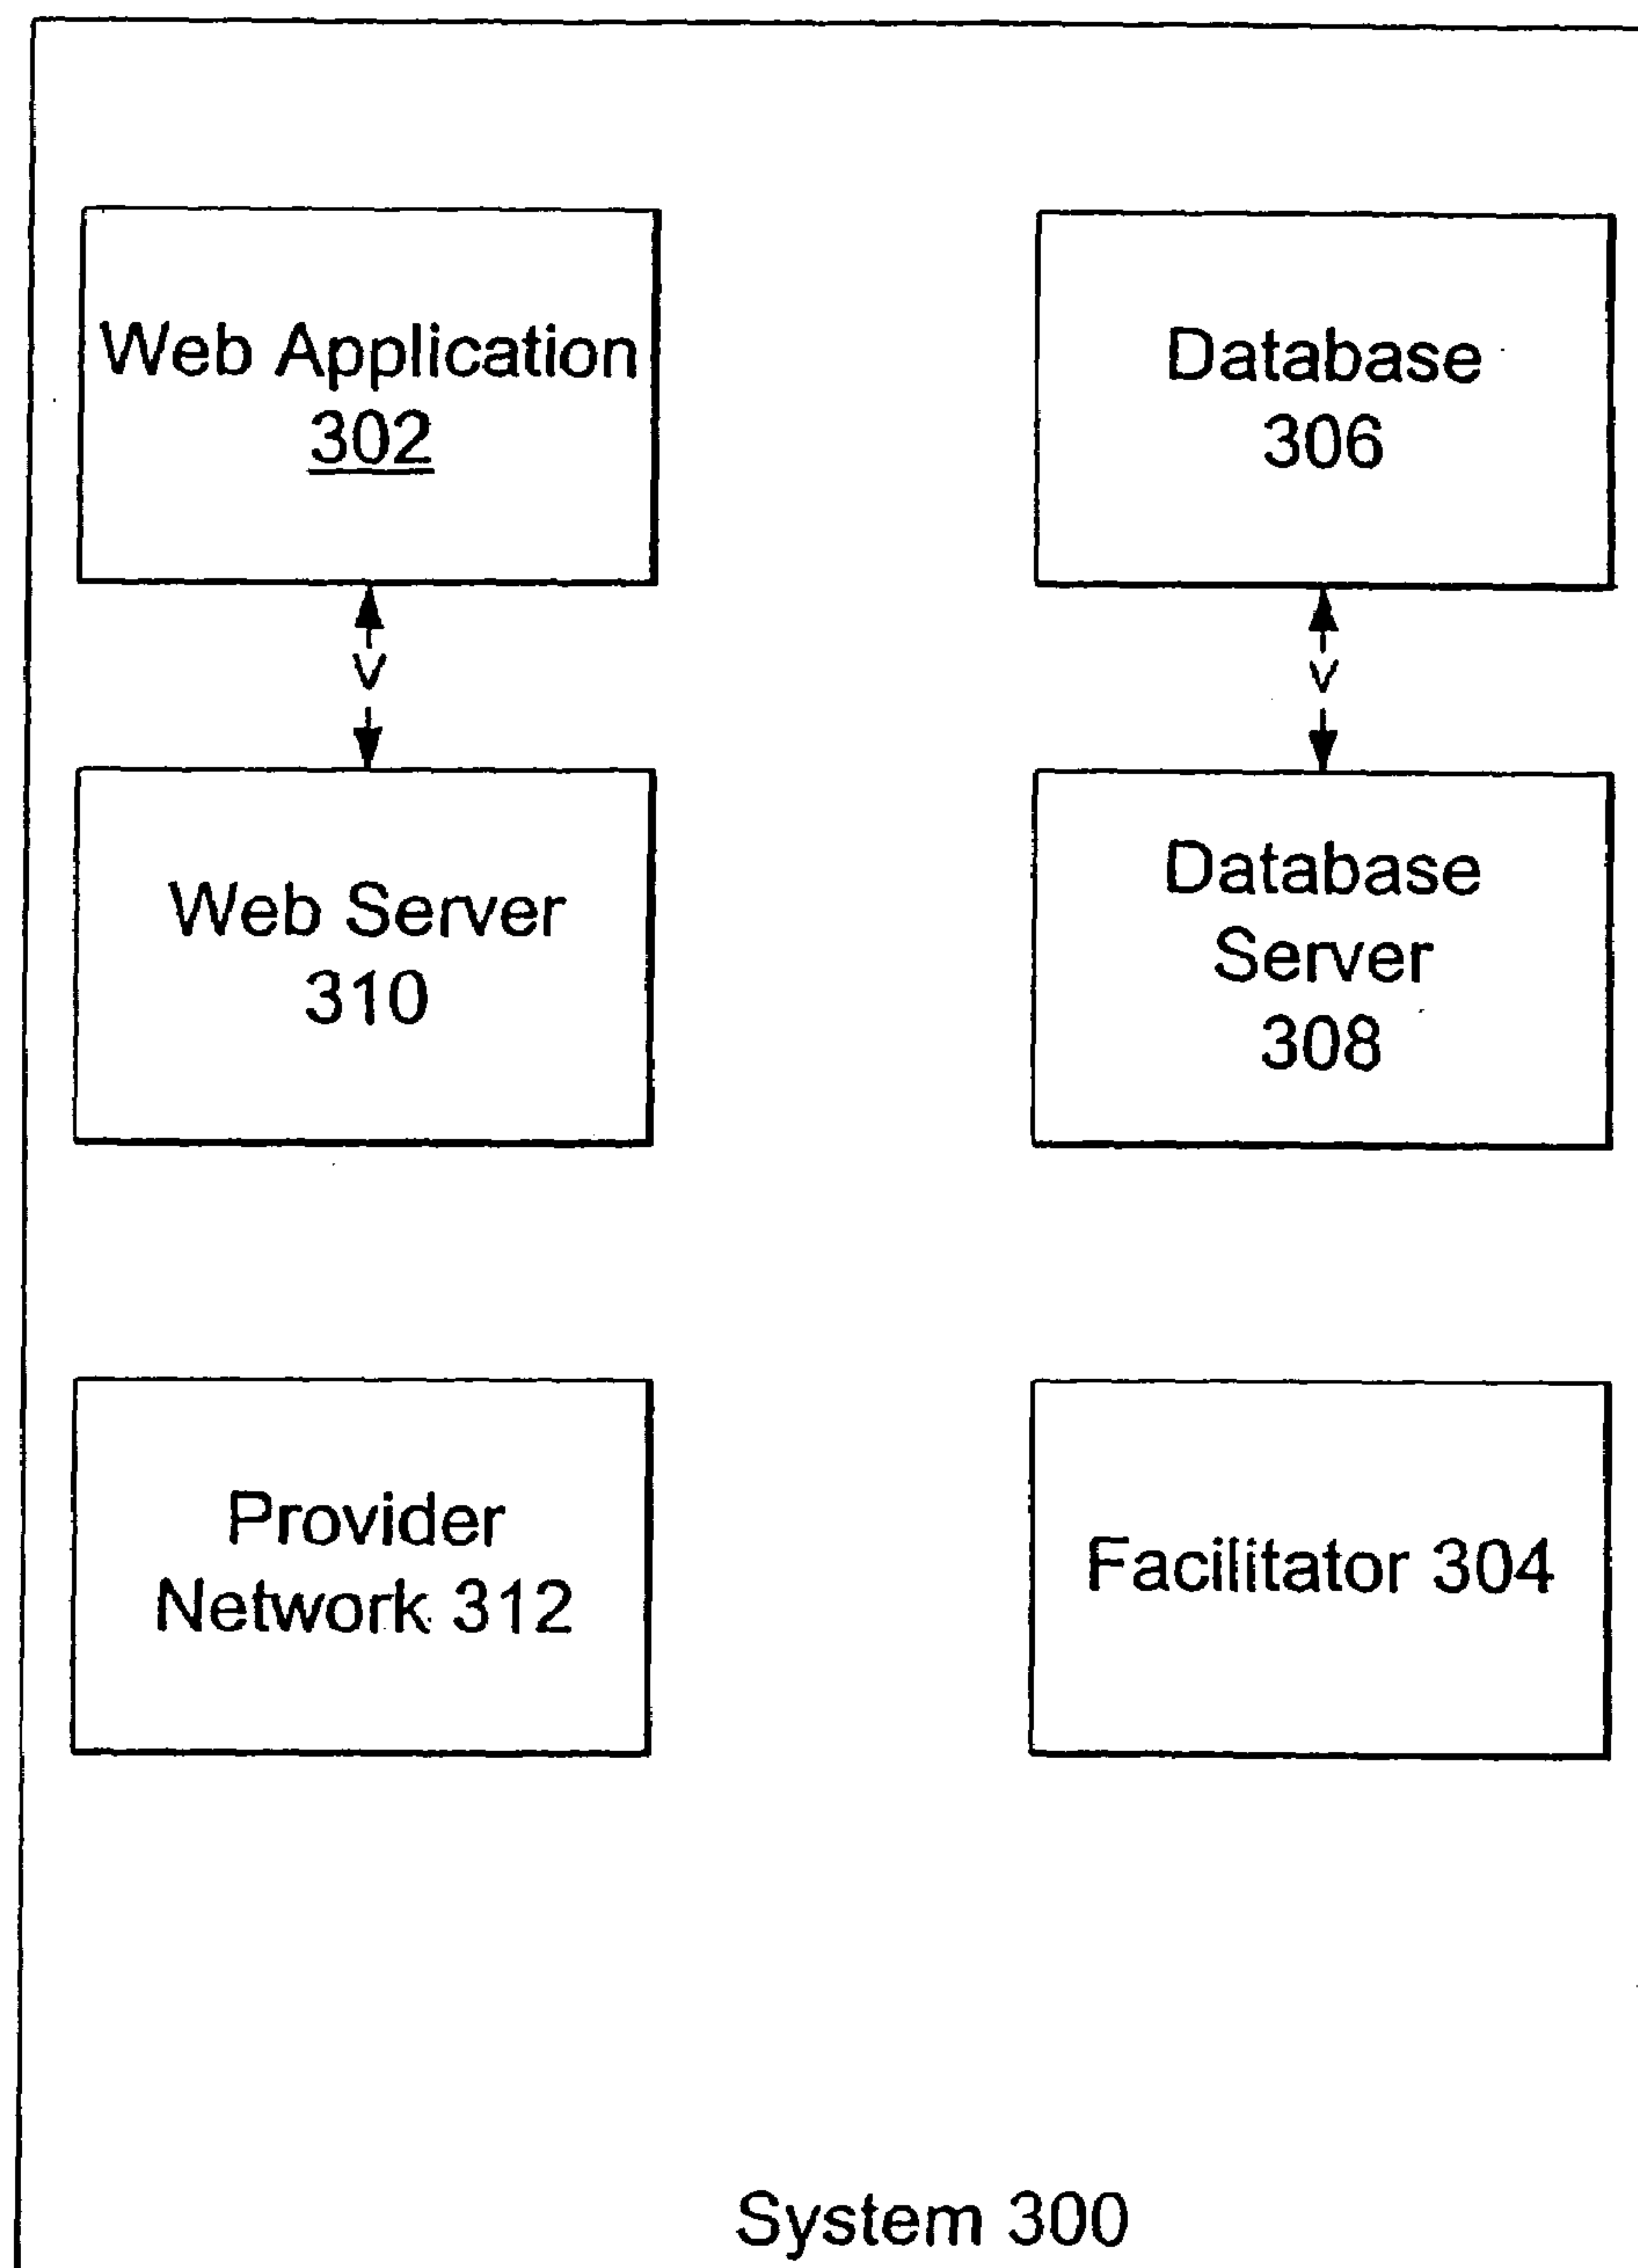 Web Application
302
Database
306
V
V
Web Server
310
Database
Server
308
Provider
Network 312
Facilitator 304
System 300